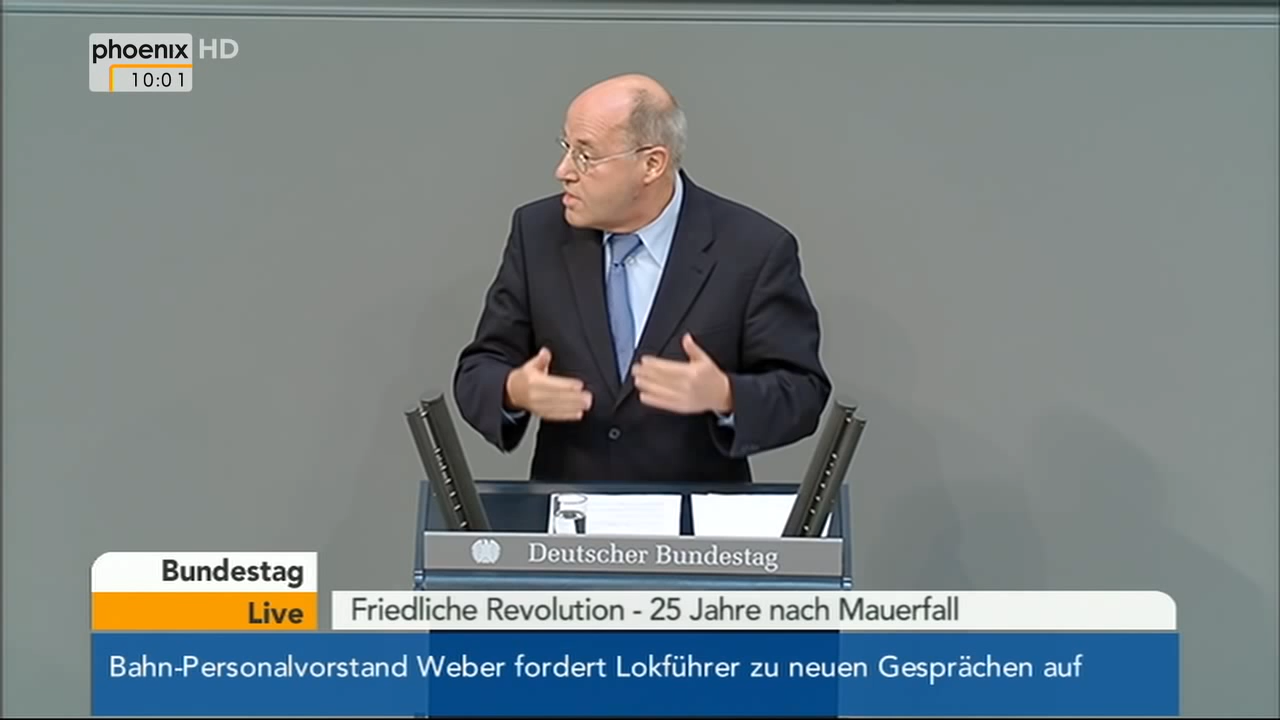 phoenix HD
10:01
Deutscher Bundestag
Bundestag
Live
Friedliche Revolution - 25 Jahre nach Mauerfall
Bahn-Personalvorstand Weber fordert Lokführer zu neuen Gesprächen auf